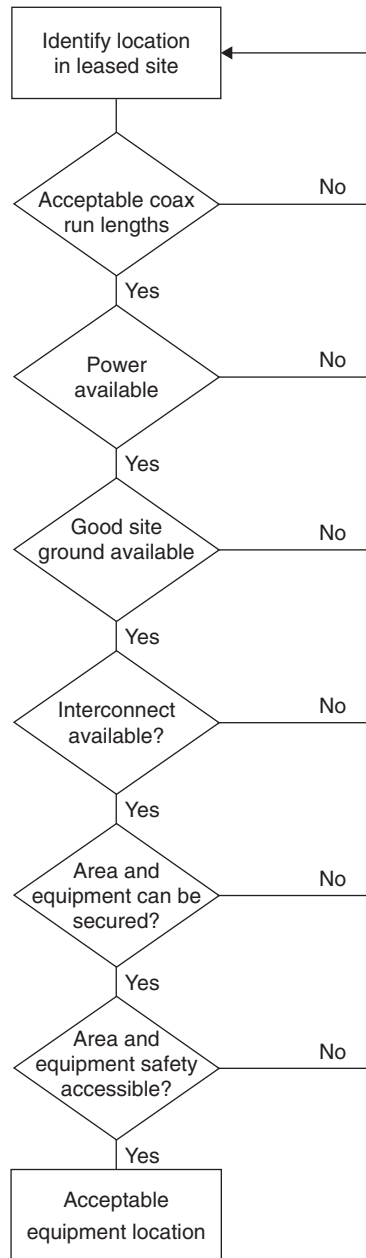 Identify location
in leased site
Acceptable coax
run lengths
No
Yes
Power
available
No
Yes
Good site
ground available
No
Yes
Interconnect
available?
No
Yes
Area and
equipment can be
secured?
No
Yes
Area and
equipment safety
accessible?
No
Yes
Acceptable
equipment location